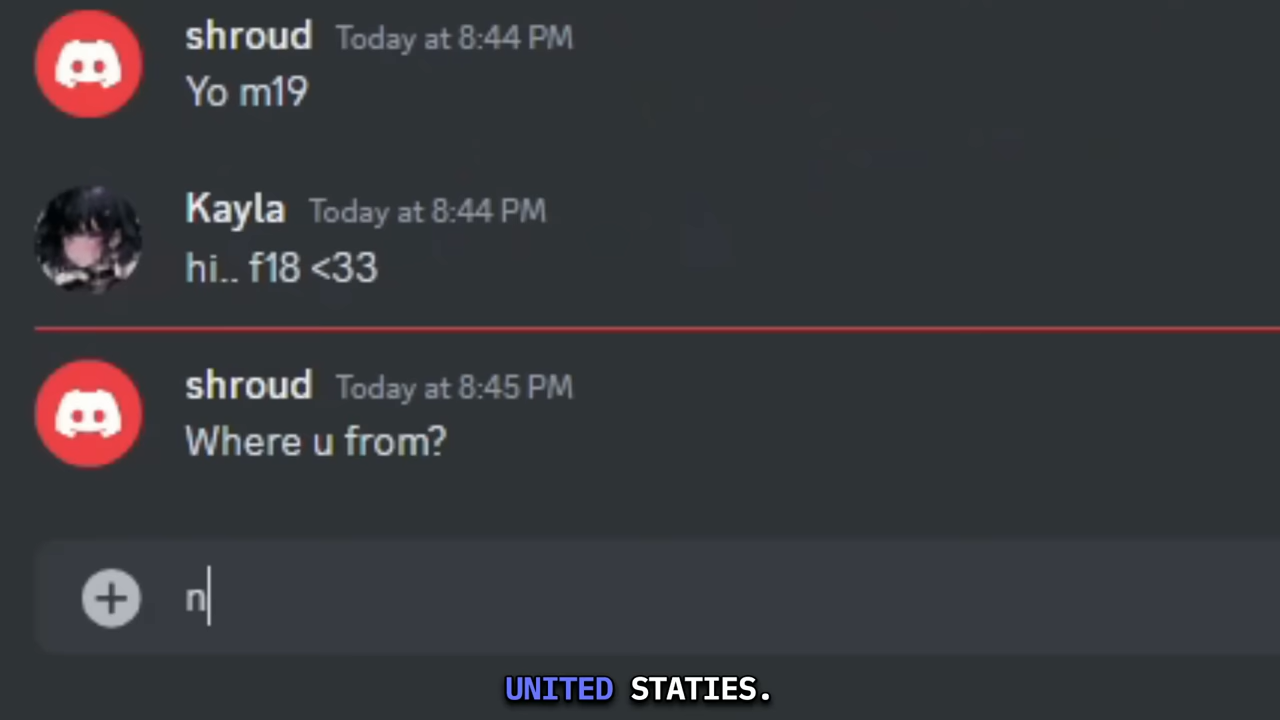 shroud Today at 8:44 PM
Yo m19
Kayla Today at 8:44 PM
hi.. f18 <33
shroud Today at 8:45 PM
Where u from?
n
UNITED STATIES.